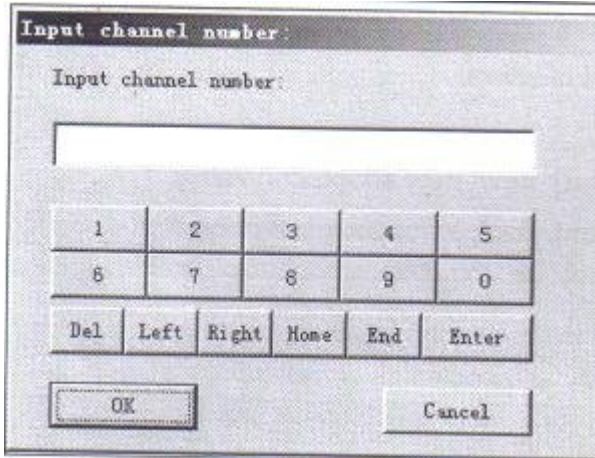 Input channel number:
Input channel number:
1 2 3 4 5
6 7 8 9 0
Del Left Right Home End Enter
OK Cancel